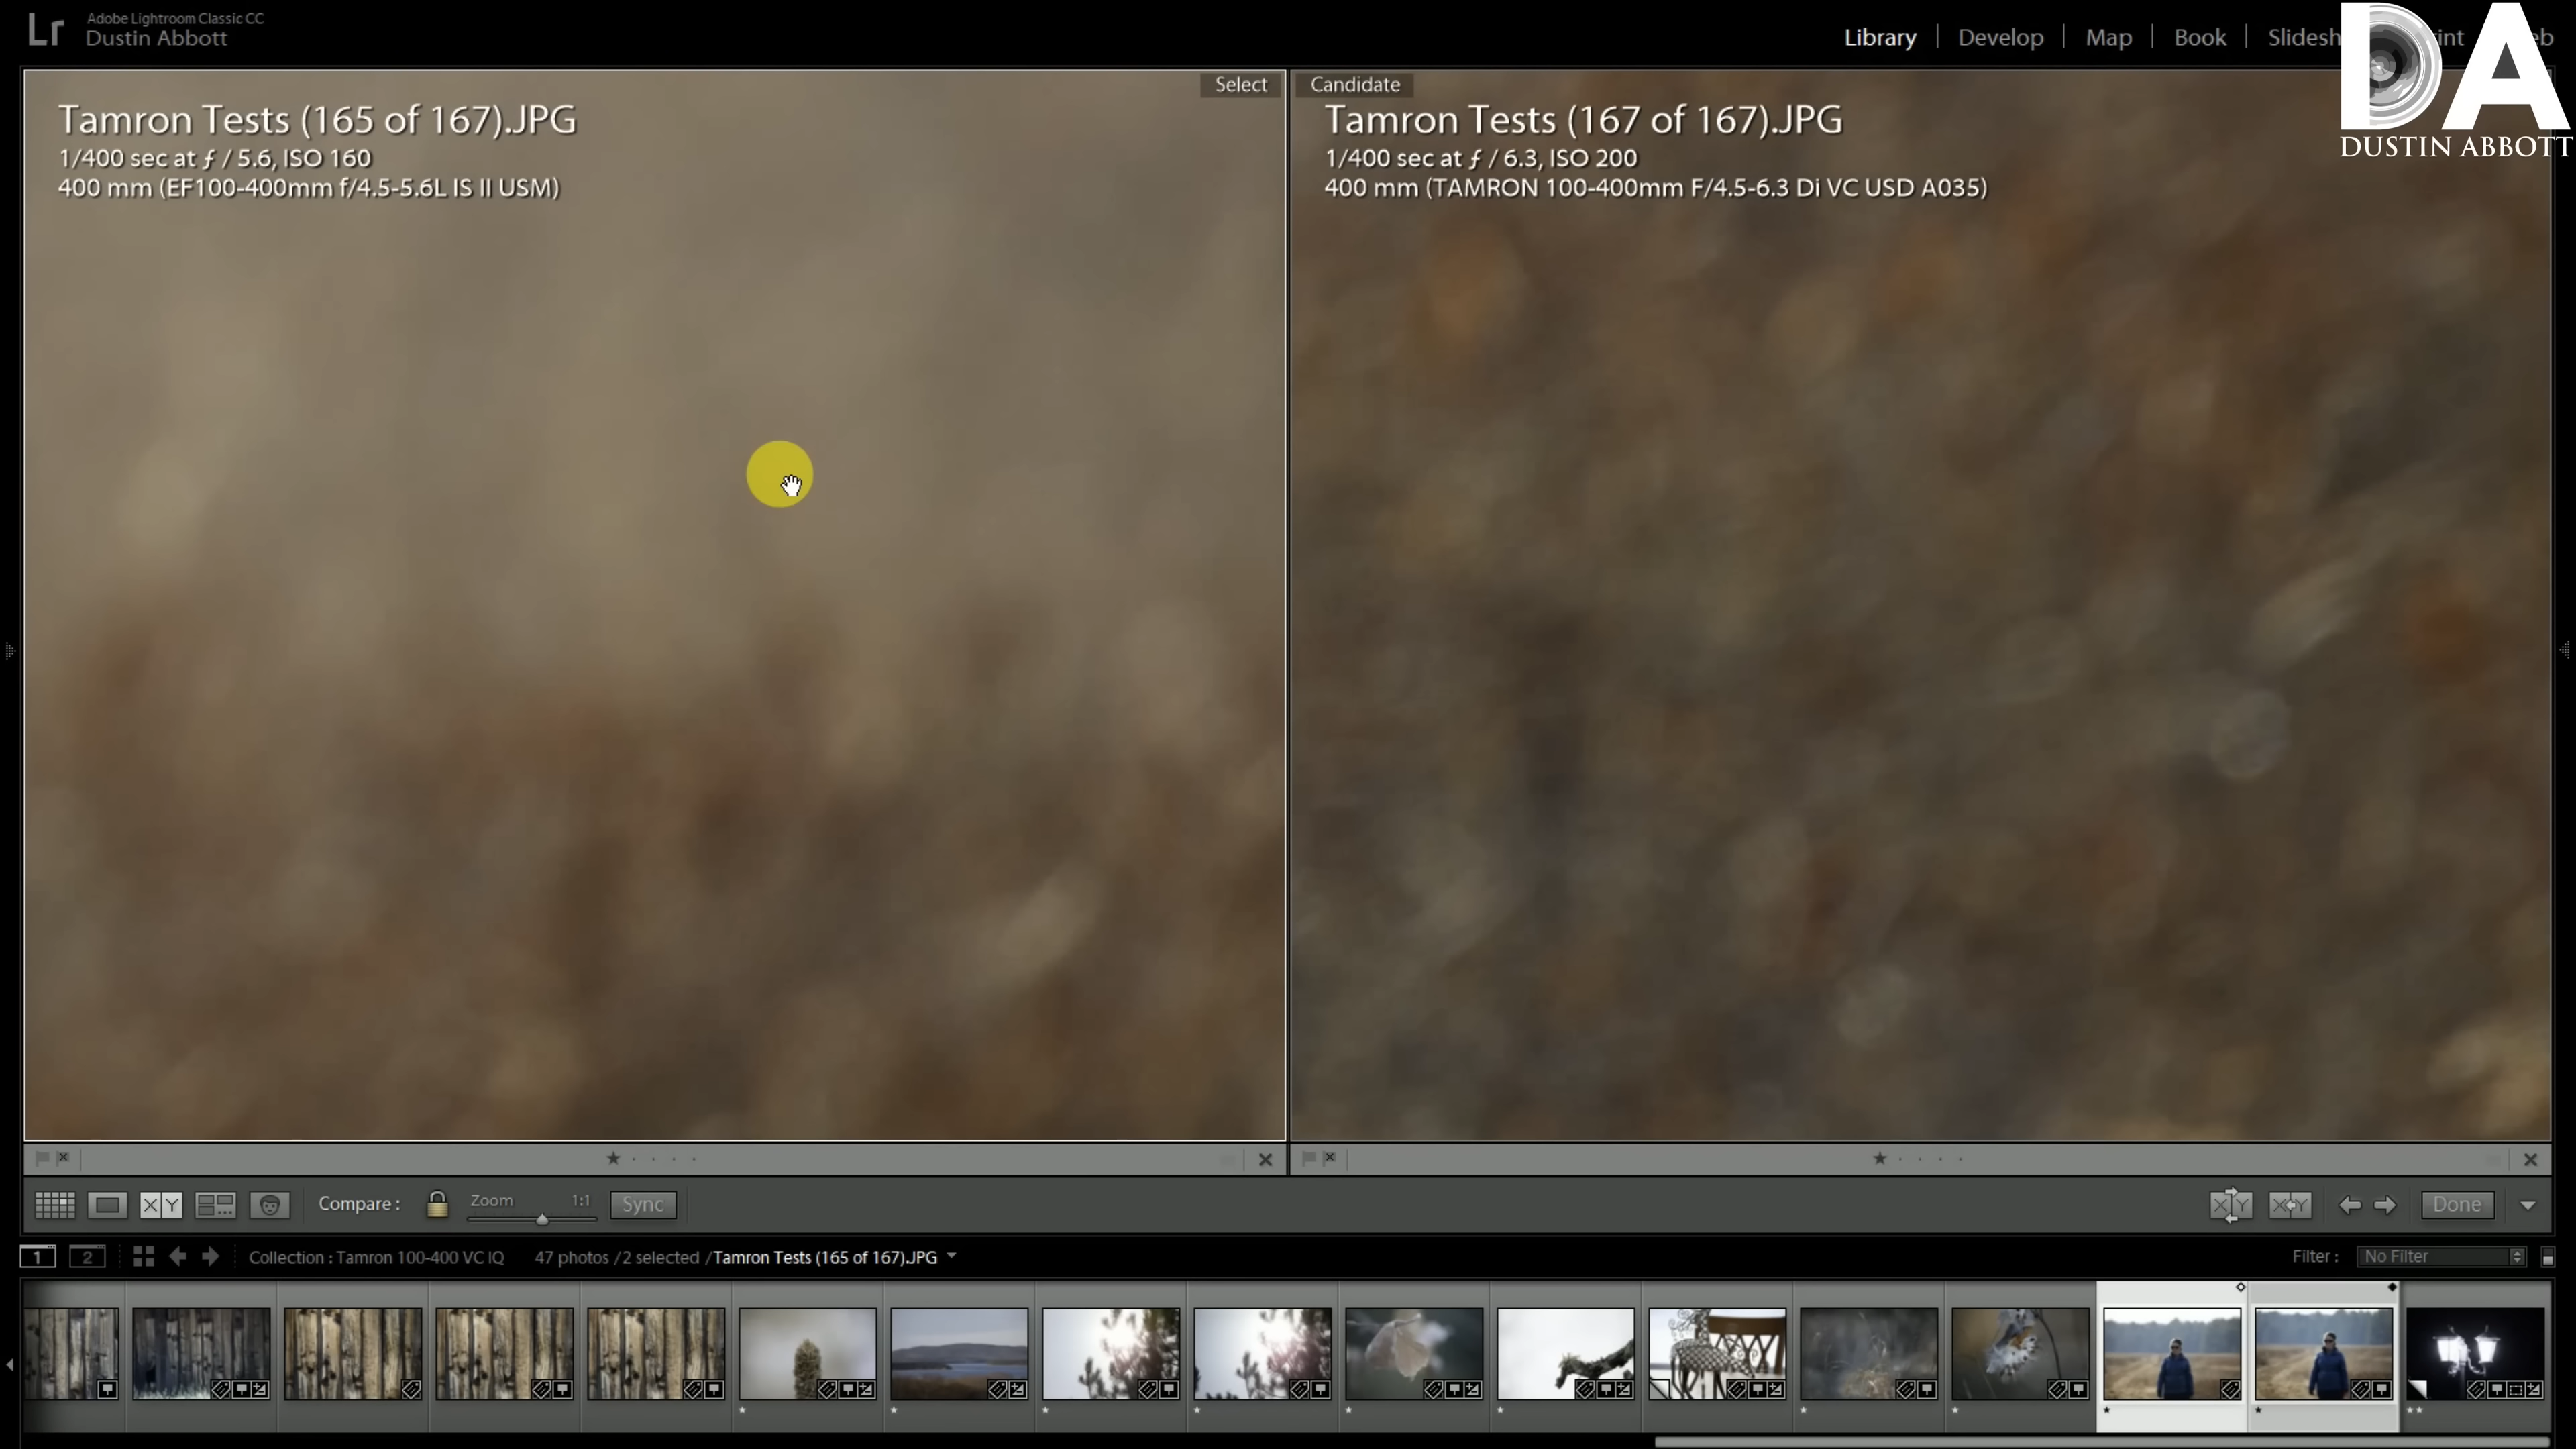 Lr
Adobe Lightroom Classic CC
Dustin Abbott
Library
Develop
Map
Book
DA
DUSTIN ABBOTT
Select
Tamron Tests (165 of 167).JPG
1/400 sec at ƒ / 5.6, ISO 160
400 mm (EF100-400mm f/4.5-5.6L IS II USM)
Candidate
Tamron Tests (167 of 167).JPG
1/400 sec at ƒ / 6.3, ISO 200
400 mm (TAMRON 100-400mm F/4.5-6.3 Di VC USD A035)
XY
Compare :
Zoom
1:1
Sync
Done
1
2
Collection : Tamron 100-400 VC IQ
47 photos /2 selected /Tamron Tests (165 of 167).JPG
Filter :
No Filter